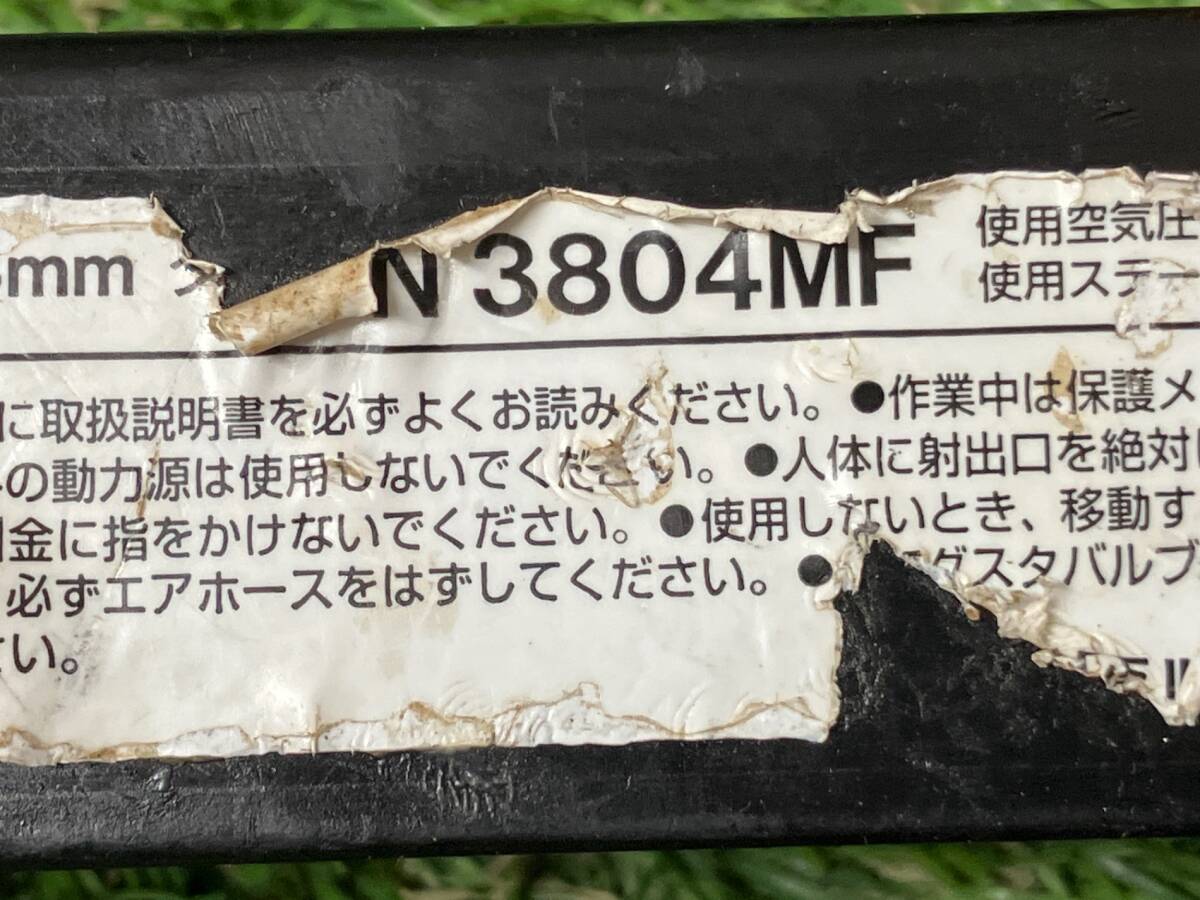 mm
N 3804MF
使用空気圧
使用ステー
に取扱説明書を必ずよくお読みください。 ●作業中は保護メ
の動力源は使用しないでください。 ●人体に射出口を絶対に
金に指をかけないでください。 ●使用しないとき、移動す
必ずエアホースをはずしてください。 ●
グスタバルブ
さい。